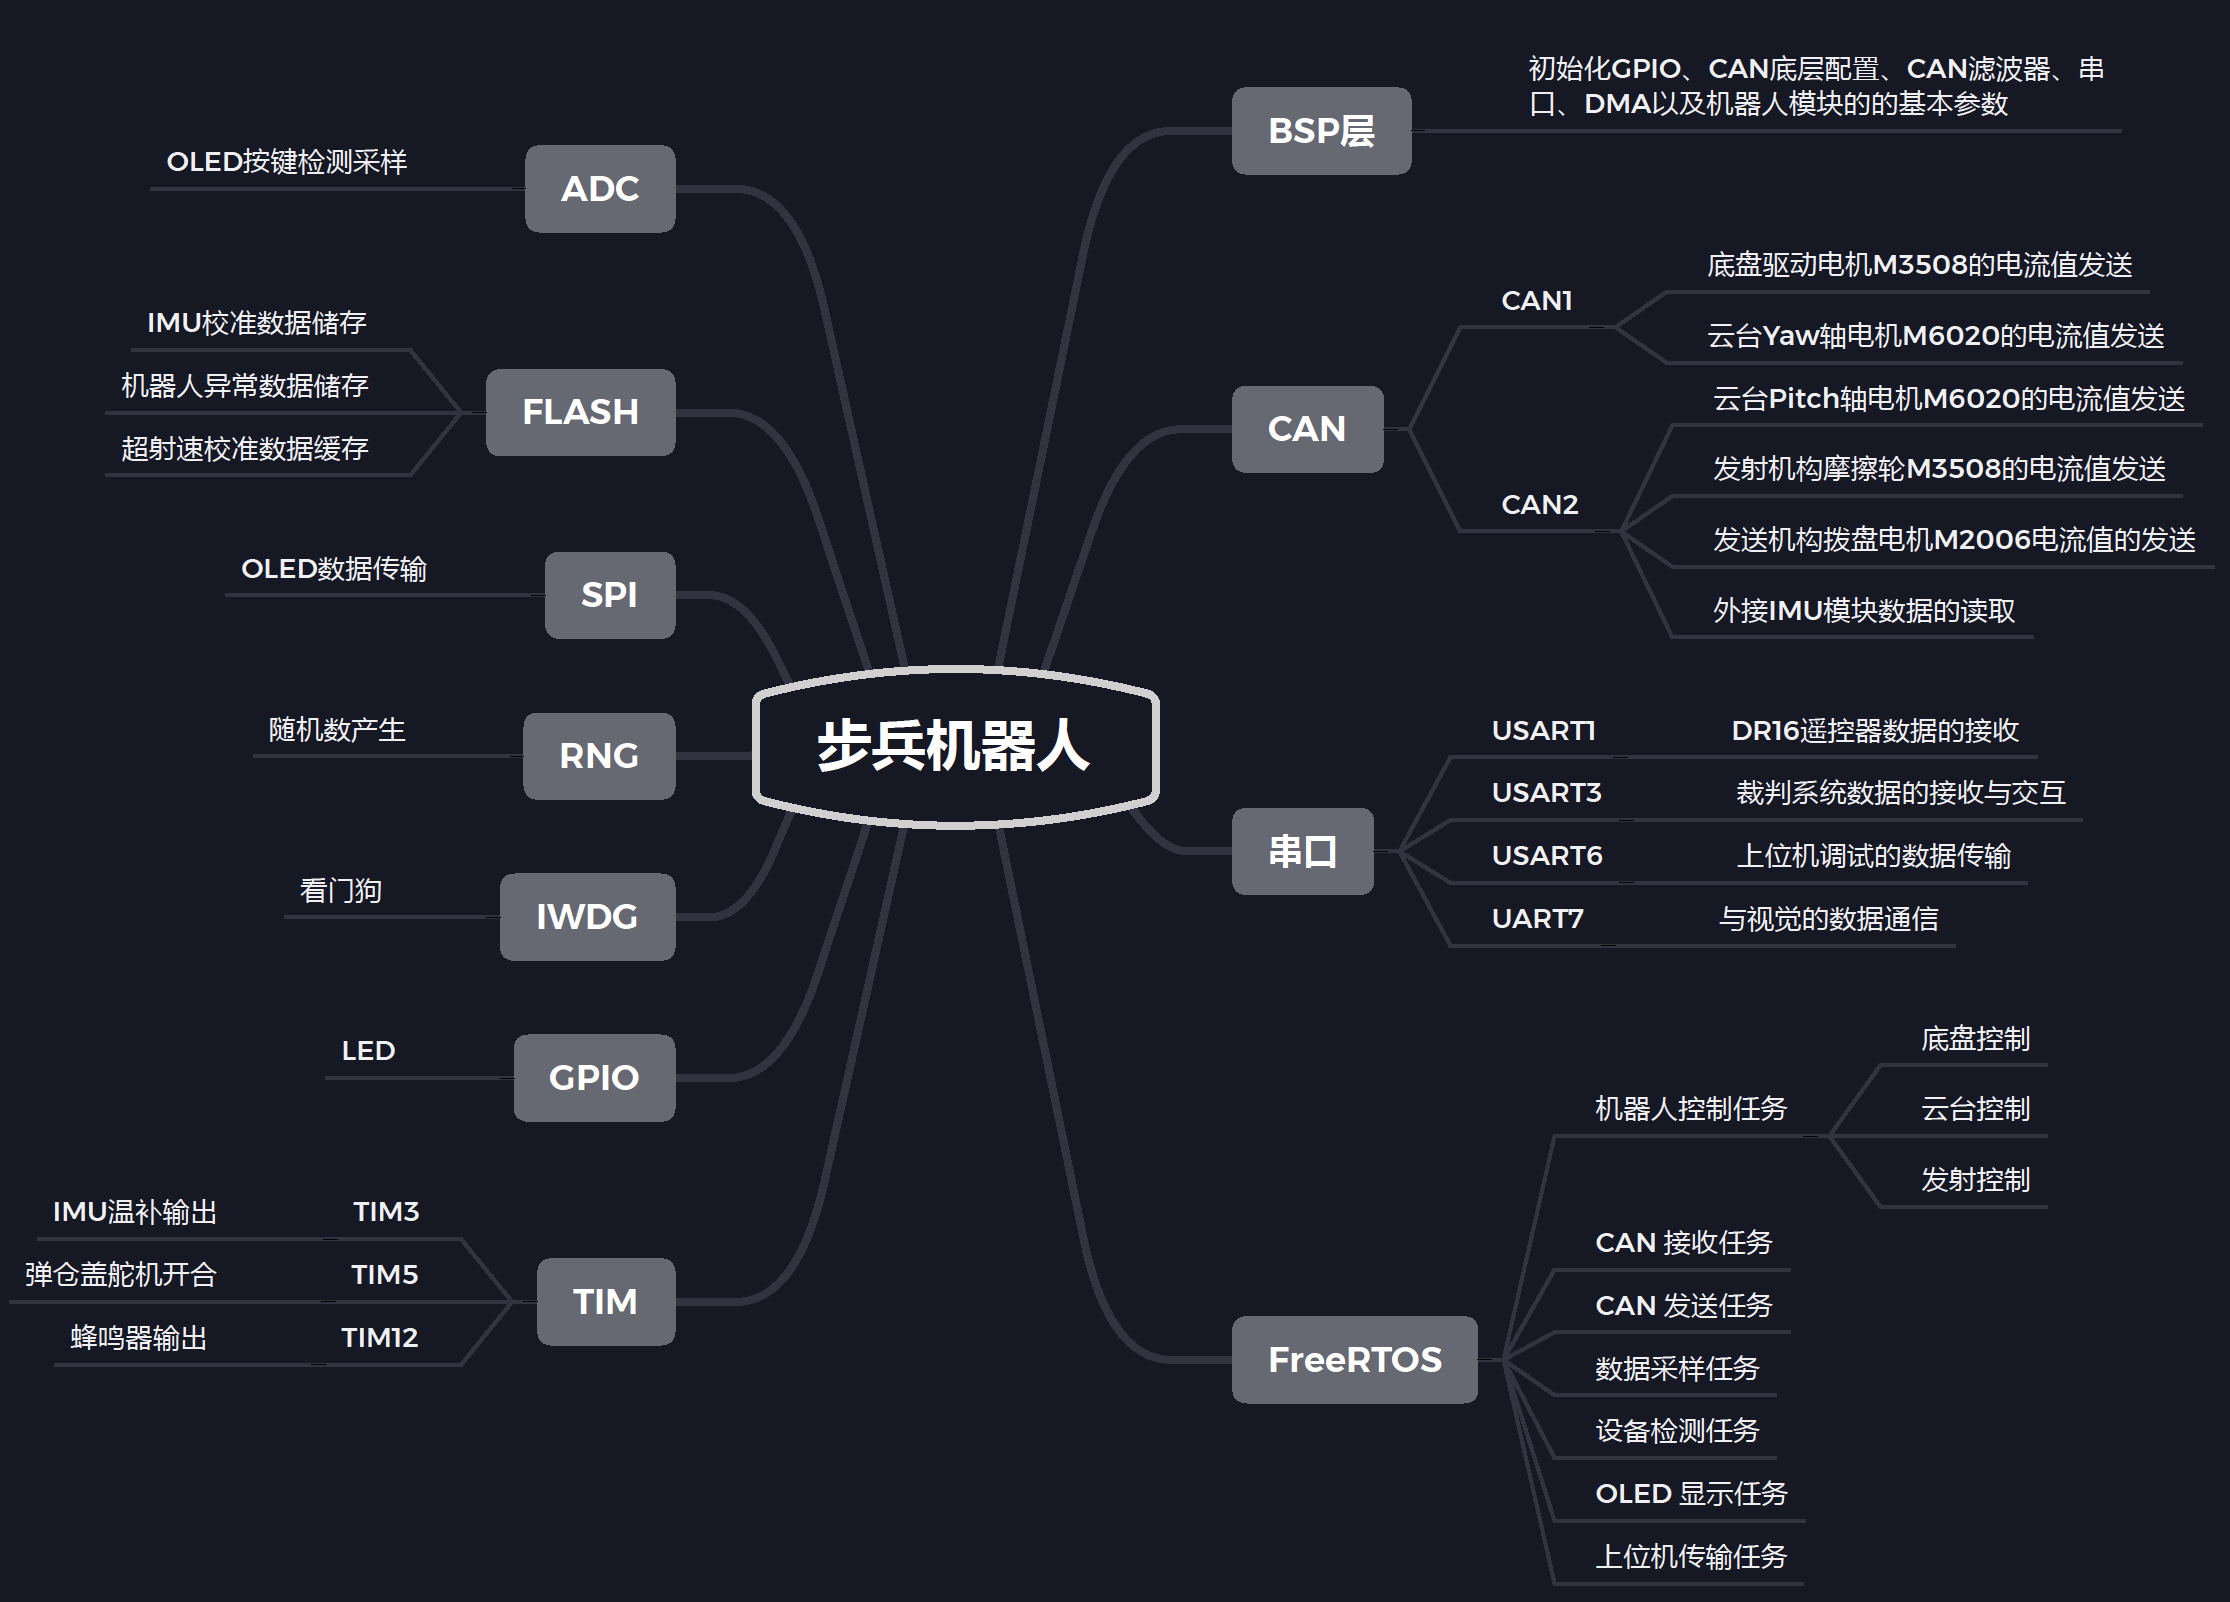 步兵机器人
BSP层
初始化GPIO、CAN底层配置、CAN滤波器、串
口、DMA以及机器人模块的的基本参数
CAN
CAN1
底盘驱动电机M3508的电流值发送
云台Yaw轴电机M6020的电流值发送
CAN2
云台Pitch轴电机M6020的电流值发送
发射机构摩擦轮M3508的电流值发送
发送机构拨盘电机M2006电流值的发送
外接IMU模块数据的读取
串口
USART1
DR16遥控器数据的接收
USART3
裁判系统数据的接收与交互
USART6
上位机调试的数据传输
UART7
与视觉的数据通信
FreeRTOS
机器人控制任务
底盘控制
云台控制
发射控制
CAN 接收任务
CAN 发送任务
数据采样任务
设备检测任务
OLED 显示任务
上位机传输任务
ADC
OLED按键检测采样
FLASH
IMU校准数据储存
机器人异常数据储存
超射速校准数据缓存
SPI
OLED数据传输
RNG
随机数产生
IWDG
看门狗
GPIO
LED
TIM
TIM3
IMU温补输出
TIM5
弹仓盖舵机开合
TIM12
蜂鸣器输出